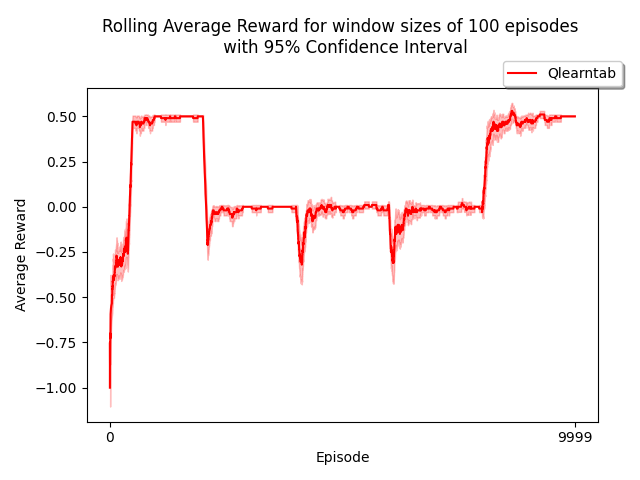 Rolling Average Reward for window sizes of 100 episodes
with 95% Confidence Interval
Qlearntab
0.50
0.25
0.00
−0.25
−0.50
−0.75
−1.00
Average Reward
0
9999
Episode